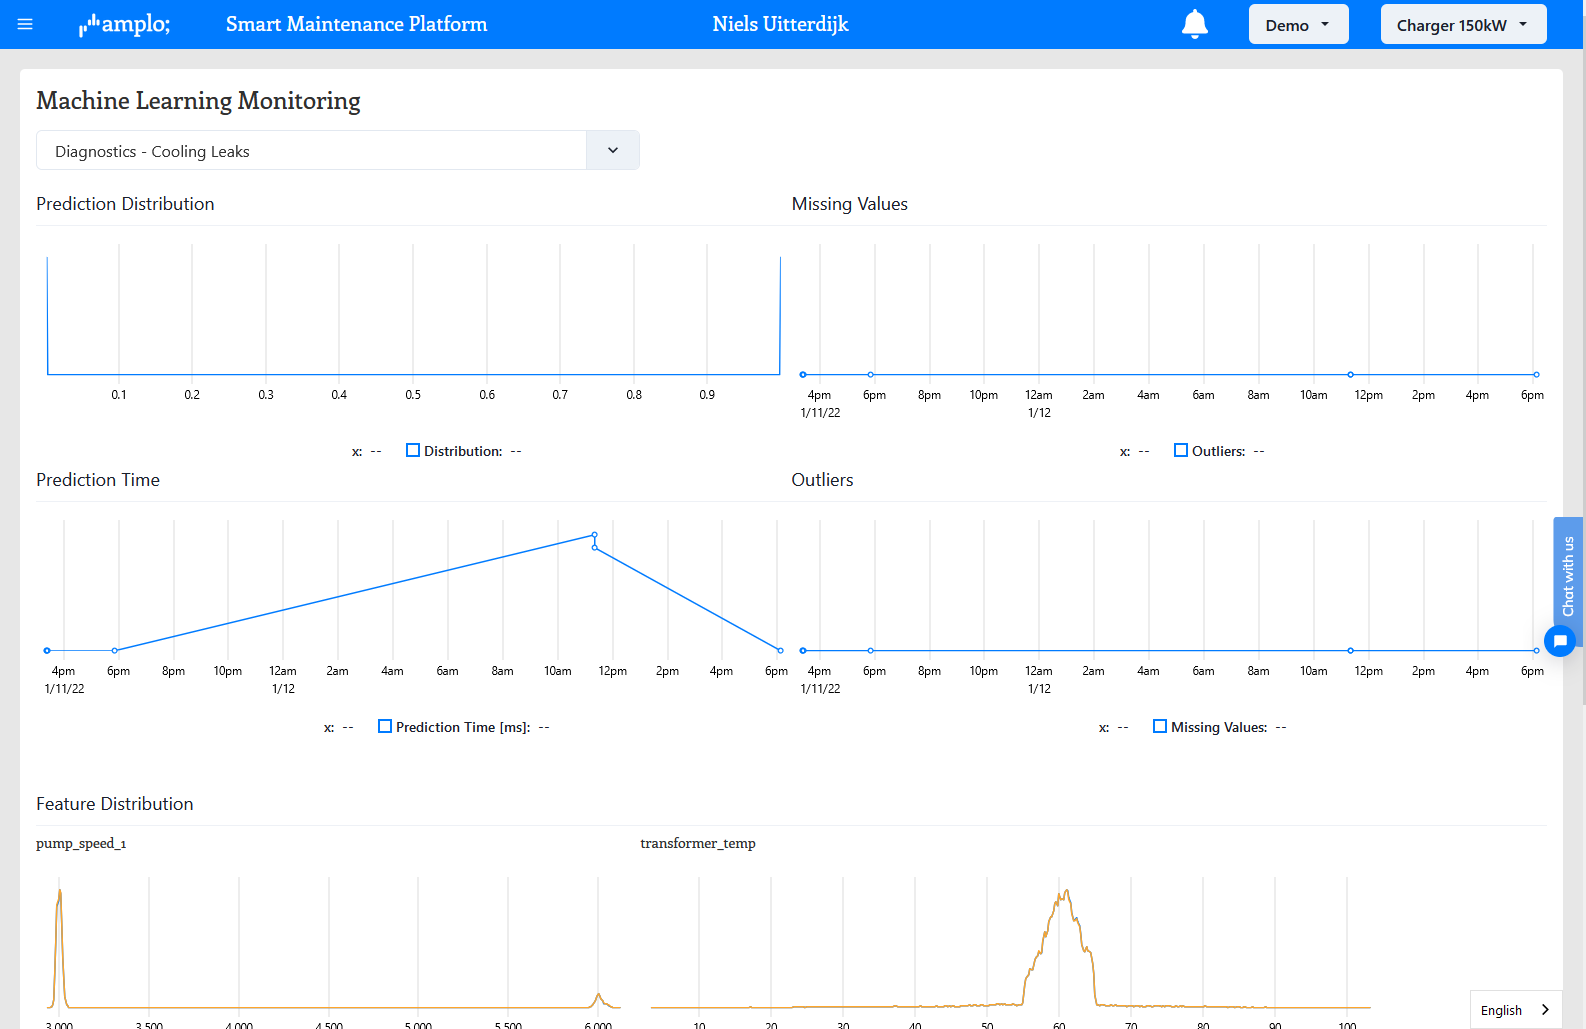 amplo;
Smart Maintenance Platform
Niels Uitterdijk
Demo
Charger 150kW
Machine Learning Monitoring
Diagnostics - Cooling Leaks
Prediction Distribution
Missing Values
0.1 0.2 0.3 0.4 0.5 0.6 0.7 0.8 0.9
4pm 6pm 8pm 10pm 12am 2am 4am 6am 8am 10am 12pm 2pm 4pm 6pm
1/11/22 1/12
x: -- Distribution: --
x: -- Outliers: --
Prediction Time
Outliers
4pm 6pm 8pm 10pm 12am 2am 4am 6am 8am 10am 12pm 2pm 4pm 6pm
1/11/22 1/12
4pm 6pm 8pm 10pm 12am 2am 4am 6am 8am 10am 12pm 2pm 4pm 6pm
1/11/22 1/12
x: -- Prediction Time [ms]: --
x: -- Missing Values: --
Chat with us
Feature Distribution
pump_speed_1
transformer_temp
3,000 3,500 4,000 4,500 5,000 5,500 6,000
10 20 30 40 50 60 70 80 90 100
English